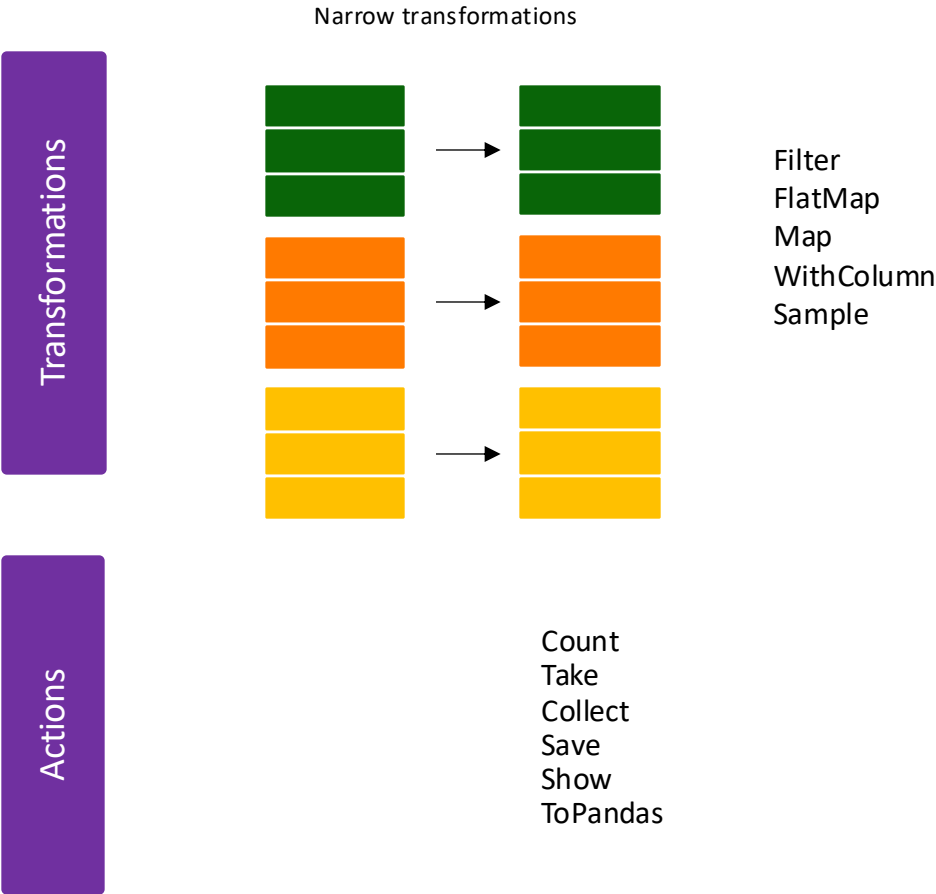 Narrow transformations
Transformations
Filter
FlatMap
Map
WithColumn
Sample
Actions
Count
Take
Collect
Save
Show
ToPandas